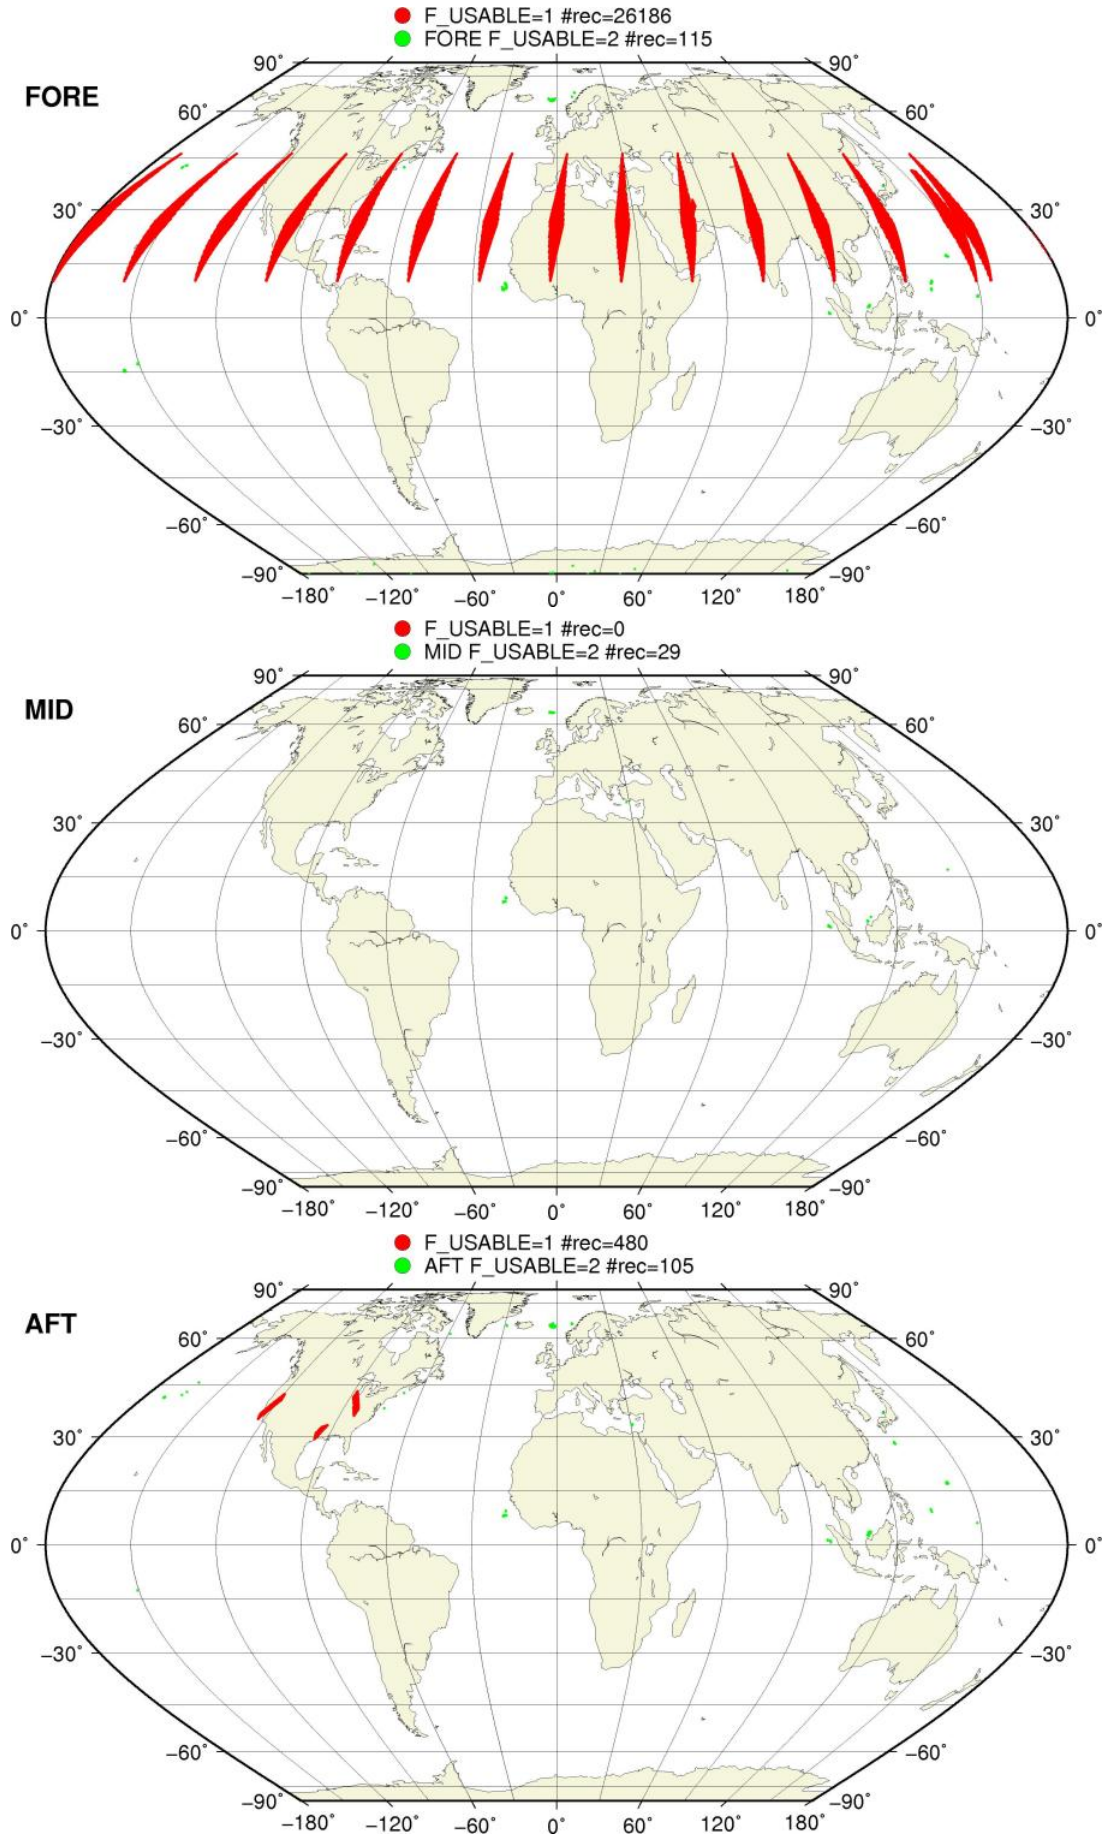 F_USABLE=1 #rec=26186
FORE F_USABLE=2 #rec=115
FORE
90° 90°
60° 60°
30° 30°
0° 0°
−30° −30°
−60° −60°
−90° −90°
−180° −120° −60° 0° 60° 120° 180°
F_USABLE=1 #rec=0
MID F_USABLE=2 #rec=29
MID
90° 90°
60° 60°
30° 30°
0° 0°
−30° −30°
−60° −60°
−90° −90°
−180° −120° −60° 0° 60° 120° 180°
F_USABLE=1 #rec=480
AFT F_USABLE=2 #rec=105
AFT
90° 90°
60° 60°
30° 30°
0° 0°
−30° −30°
−60° −60°
−90° −90°
−180° −120° −60° 0° 60° 120° 180°